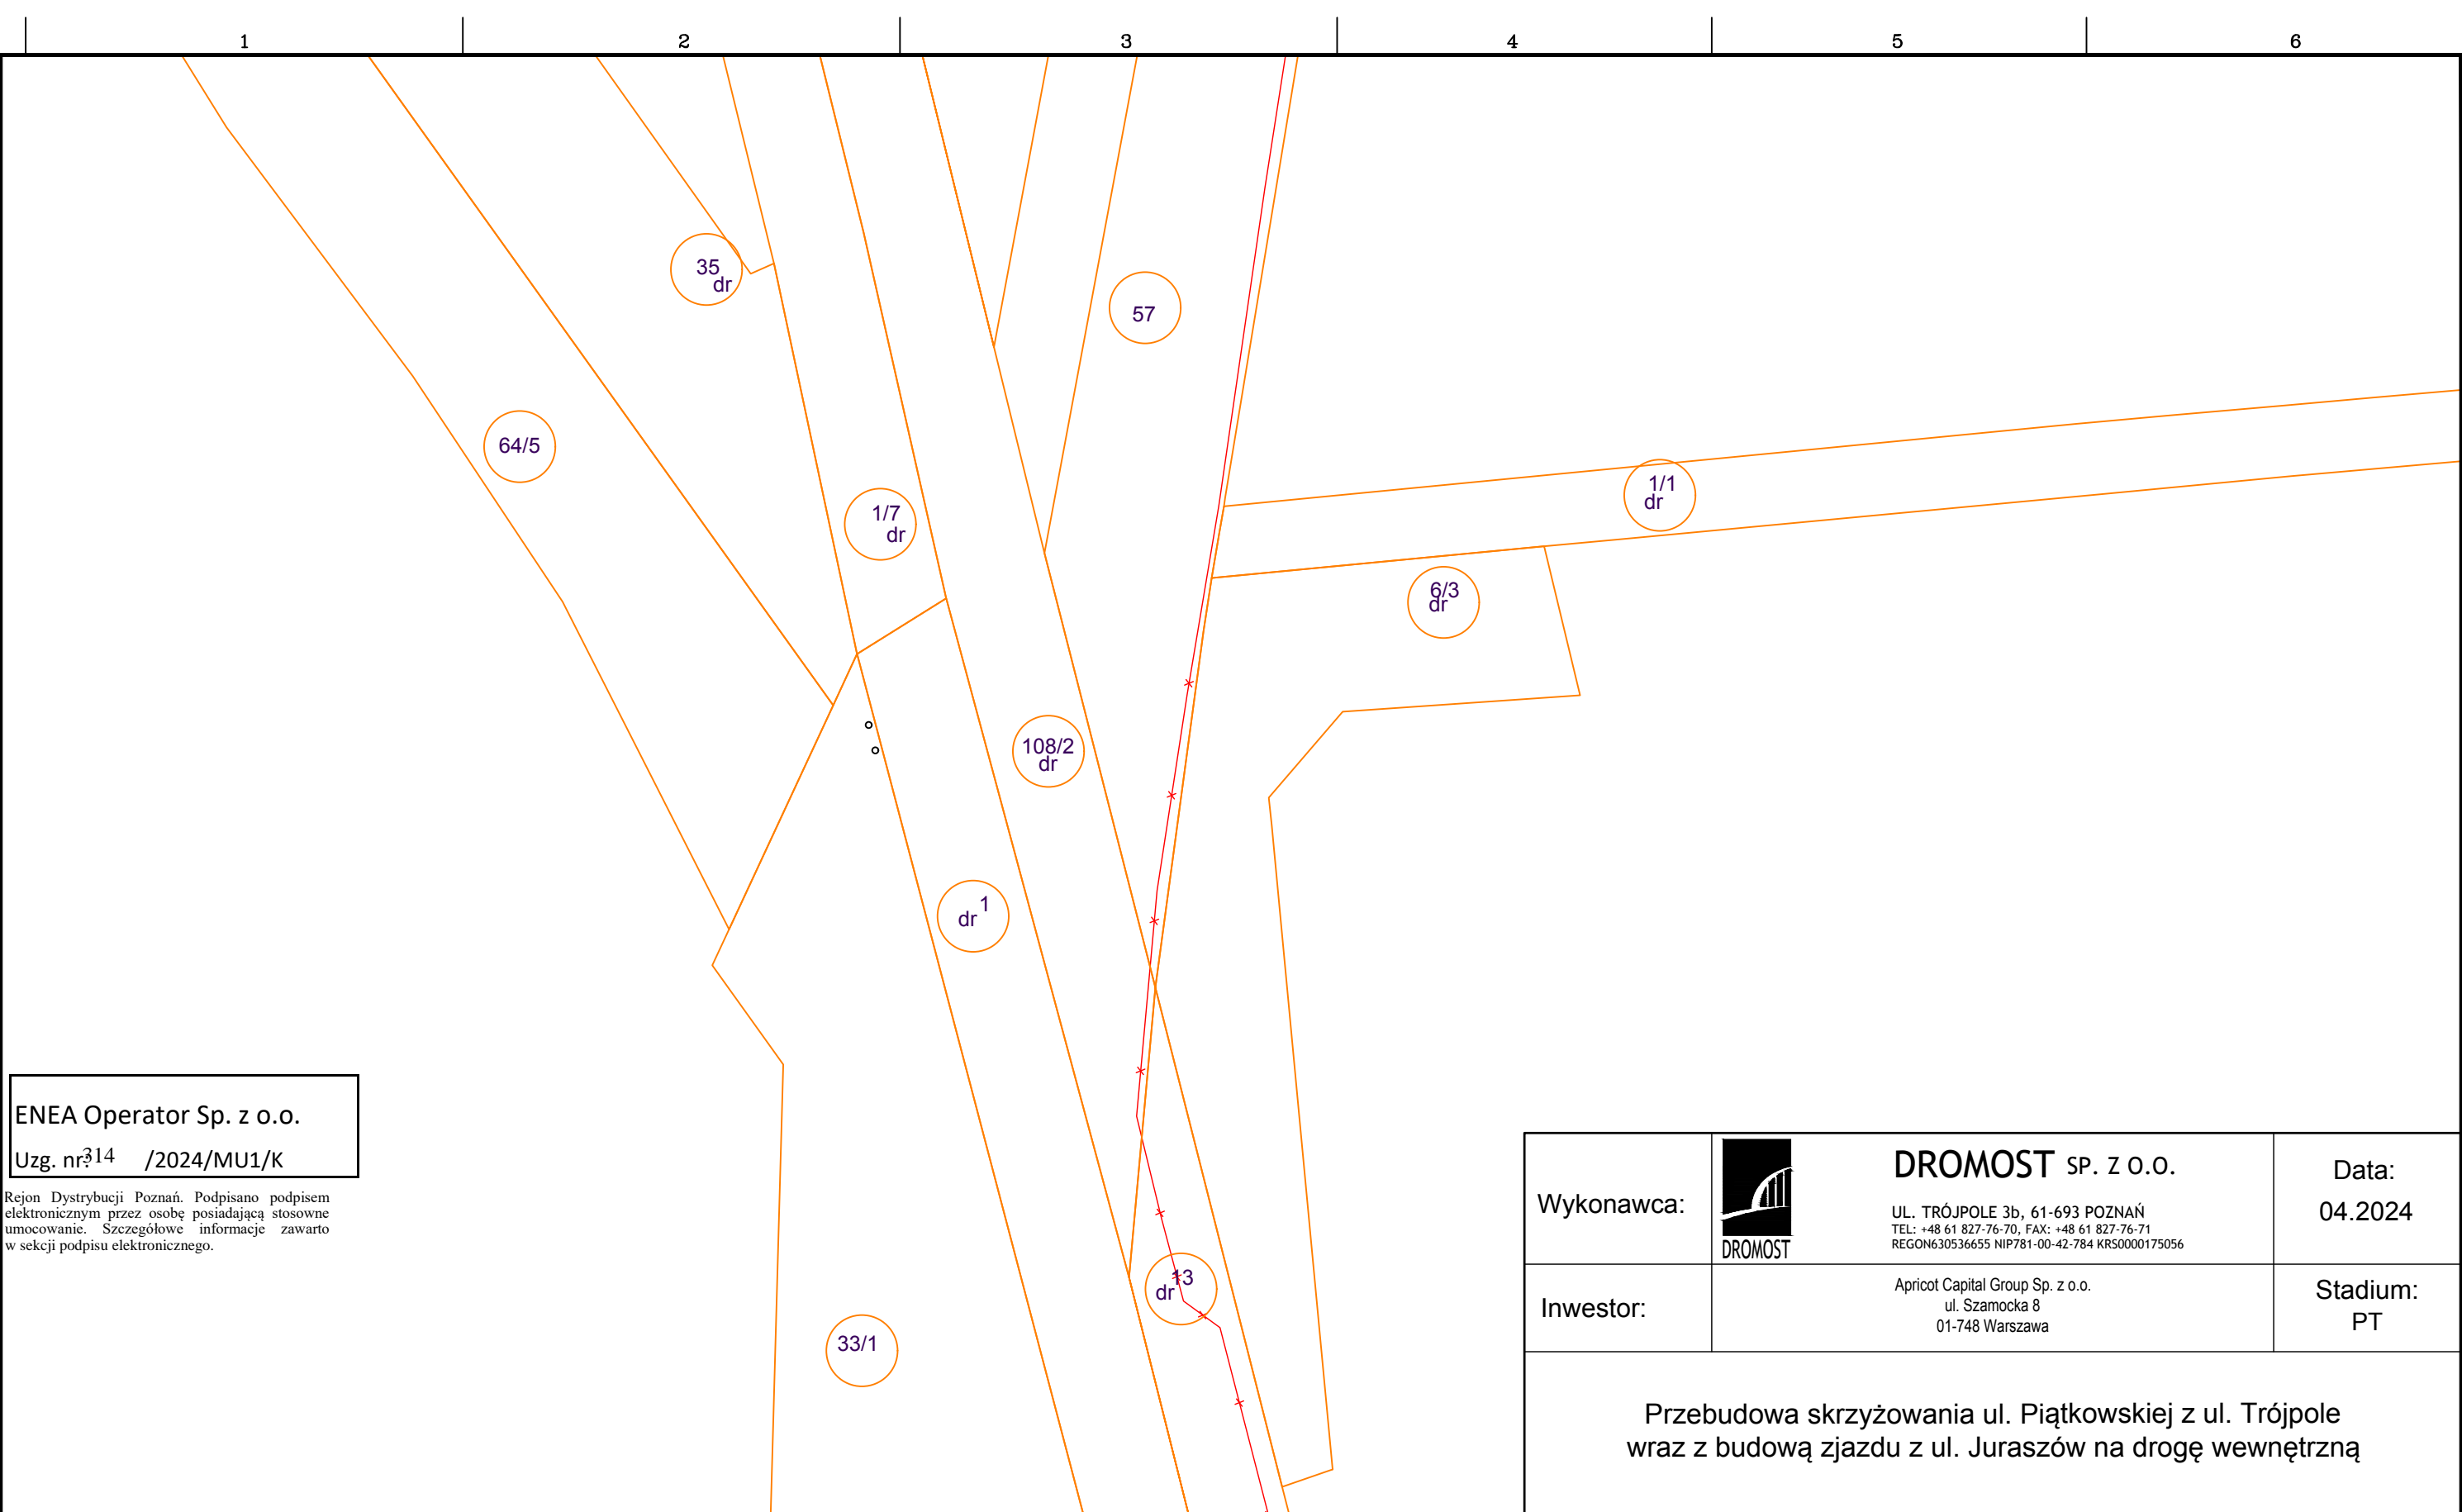 1 2 3 4 5 6
35
dr
57
64/5
1/1
dr
1/7
dr
6/3
dr
108/2
dr
1
dr
13
dr
33/1
ENEA Operator Sp. z o.o.
Uzg. nr:314 /2024/MU1/K
Rejon Dystrybucji Poznań. Podpisano podpisem
elektronicznym przez osobę posiadającą stosowne
umocowanie. Szczegółowe informacje zawarto
w sekcji podpisu elektronicznego.
Wykonawca:
DROMOST
DROMOST SP. Z O.O.
UL. TRÓJPOLE 3b, 61-693 POZNAŃ
TEL: +48 61 827-76-70, FAX: +48 61 827-76-71
REGON630536655 NIP781-00-42-784 KRS0000175056
Data:
04.2024
Inwestor:
Apricot Capital Group Sp. z o.o.
ul. Szamocka 8
01-748 Warszawa
Stadium:
PT
Przebudowa skrzyżowania ul. Piątkowskiej z ul. Trójpole
wraz z budową zjazdu z ul. Juraszów na drogę wewnętrzną